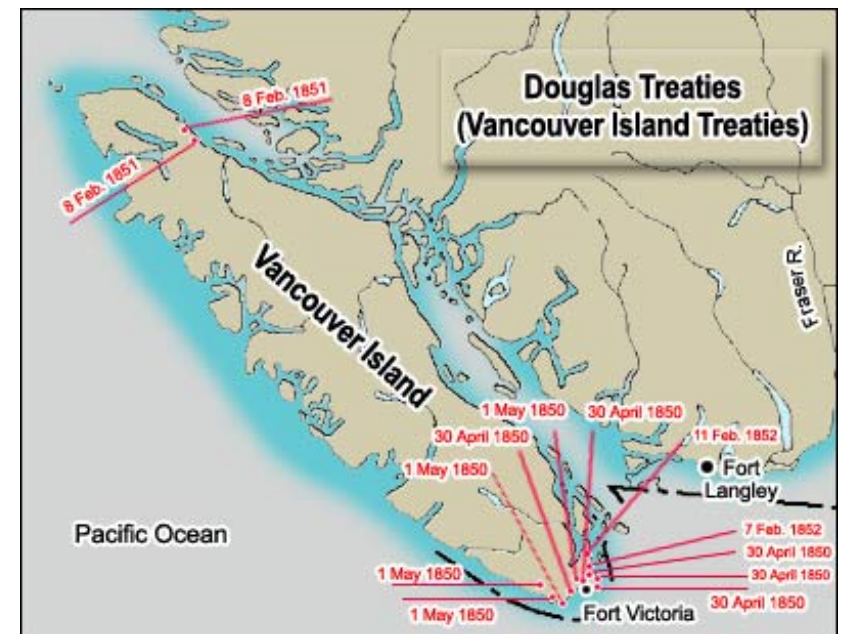 Douglas Treaties
(Vancouver Island Treaties)
8 Feb. 1851
8 Feb. 1851
Vancouver Island
Fraser R.
1 May 1850
30 April 1850
30 April 1850
11 Feb. 1852
1 May 1850
Fort
Langley
Pacific Ocean
7 Feb. 1852
30 April 1850
1 May 1850
30 April 1850
1 May 1850
30 April 1850
Fort Victoria